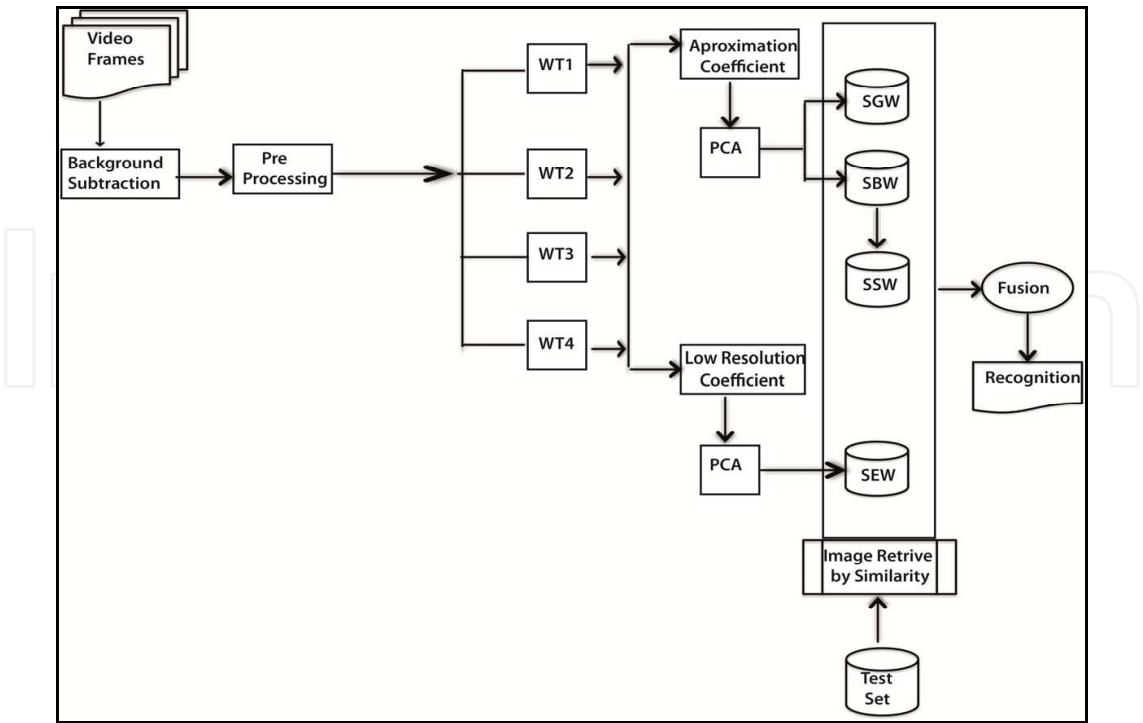 Video
Frames
Background
Subtraction
Pre
Processing
WT1
WT2
WT3
WT4
Aproximation
Coefficient
PCA
Low Resolution
Coefficient
PCA
SGW
SBW
SSW
SEW
Fusion
Recognition
Image Retrive
by Similarity
Test
Set